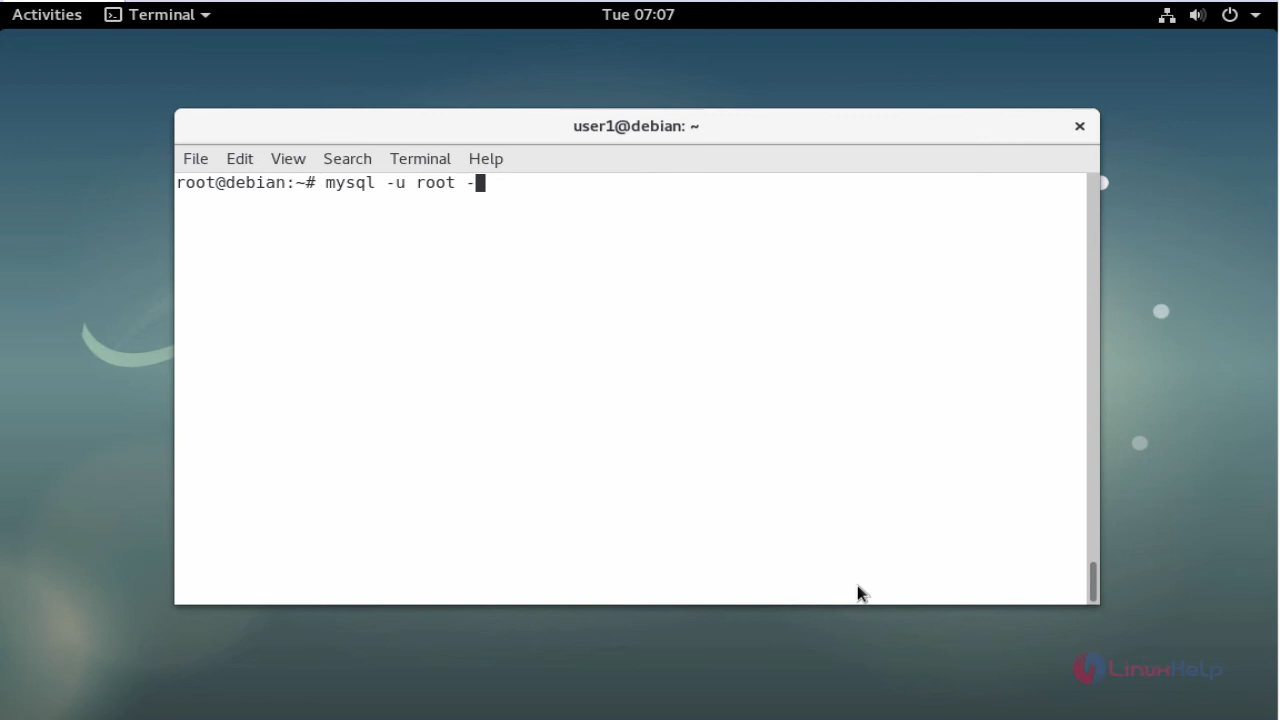 Activities Terminal Tue 07:07
user1@debian: ~
File Edit View Search Terminal Help
root@debian:~# mysql -u root -
LinuxHelp